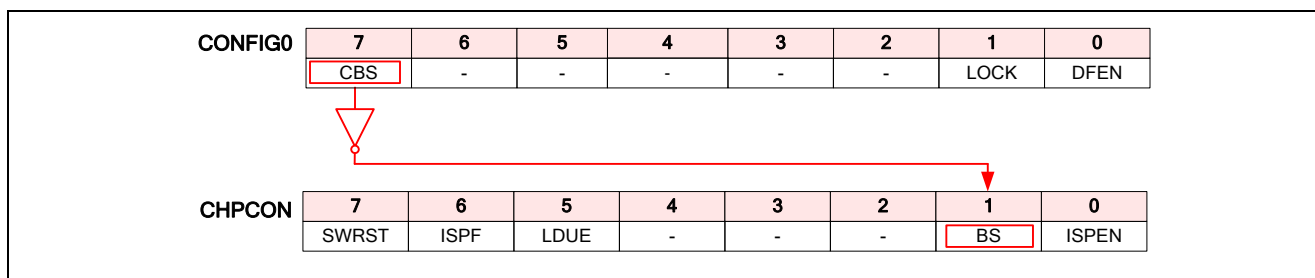 CONFIG0 7 6 5 4 3 2 1 0
CBS - - - - - LOCK DFEN
CHPCON 7 6 5 4 3 2 1 0
SWRST ISPF LDUE - - - BS ISPEN